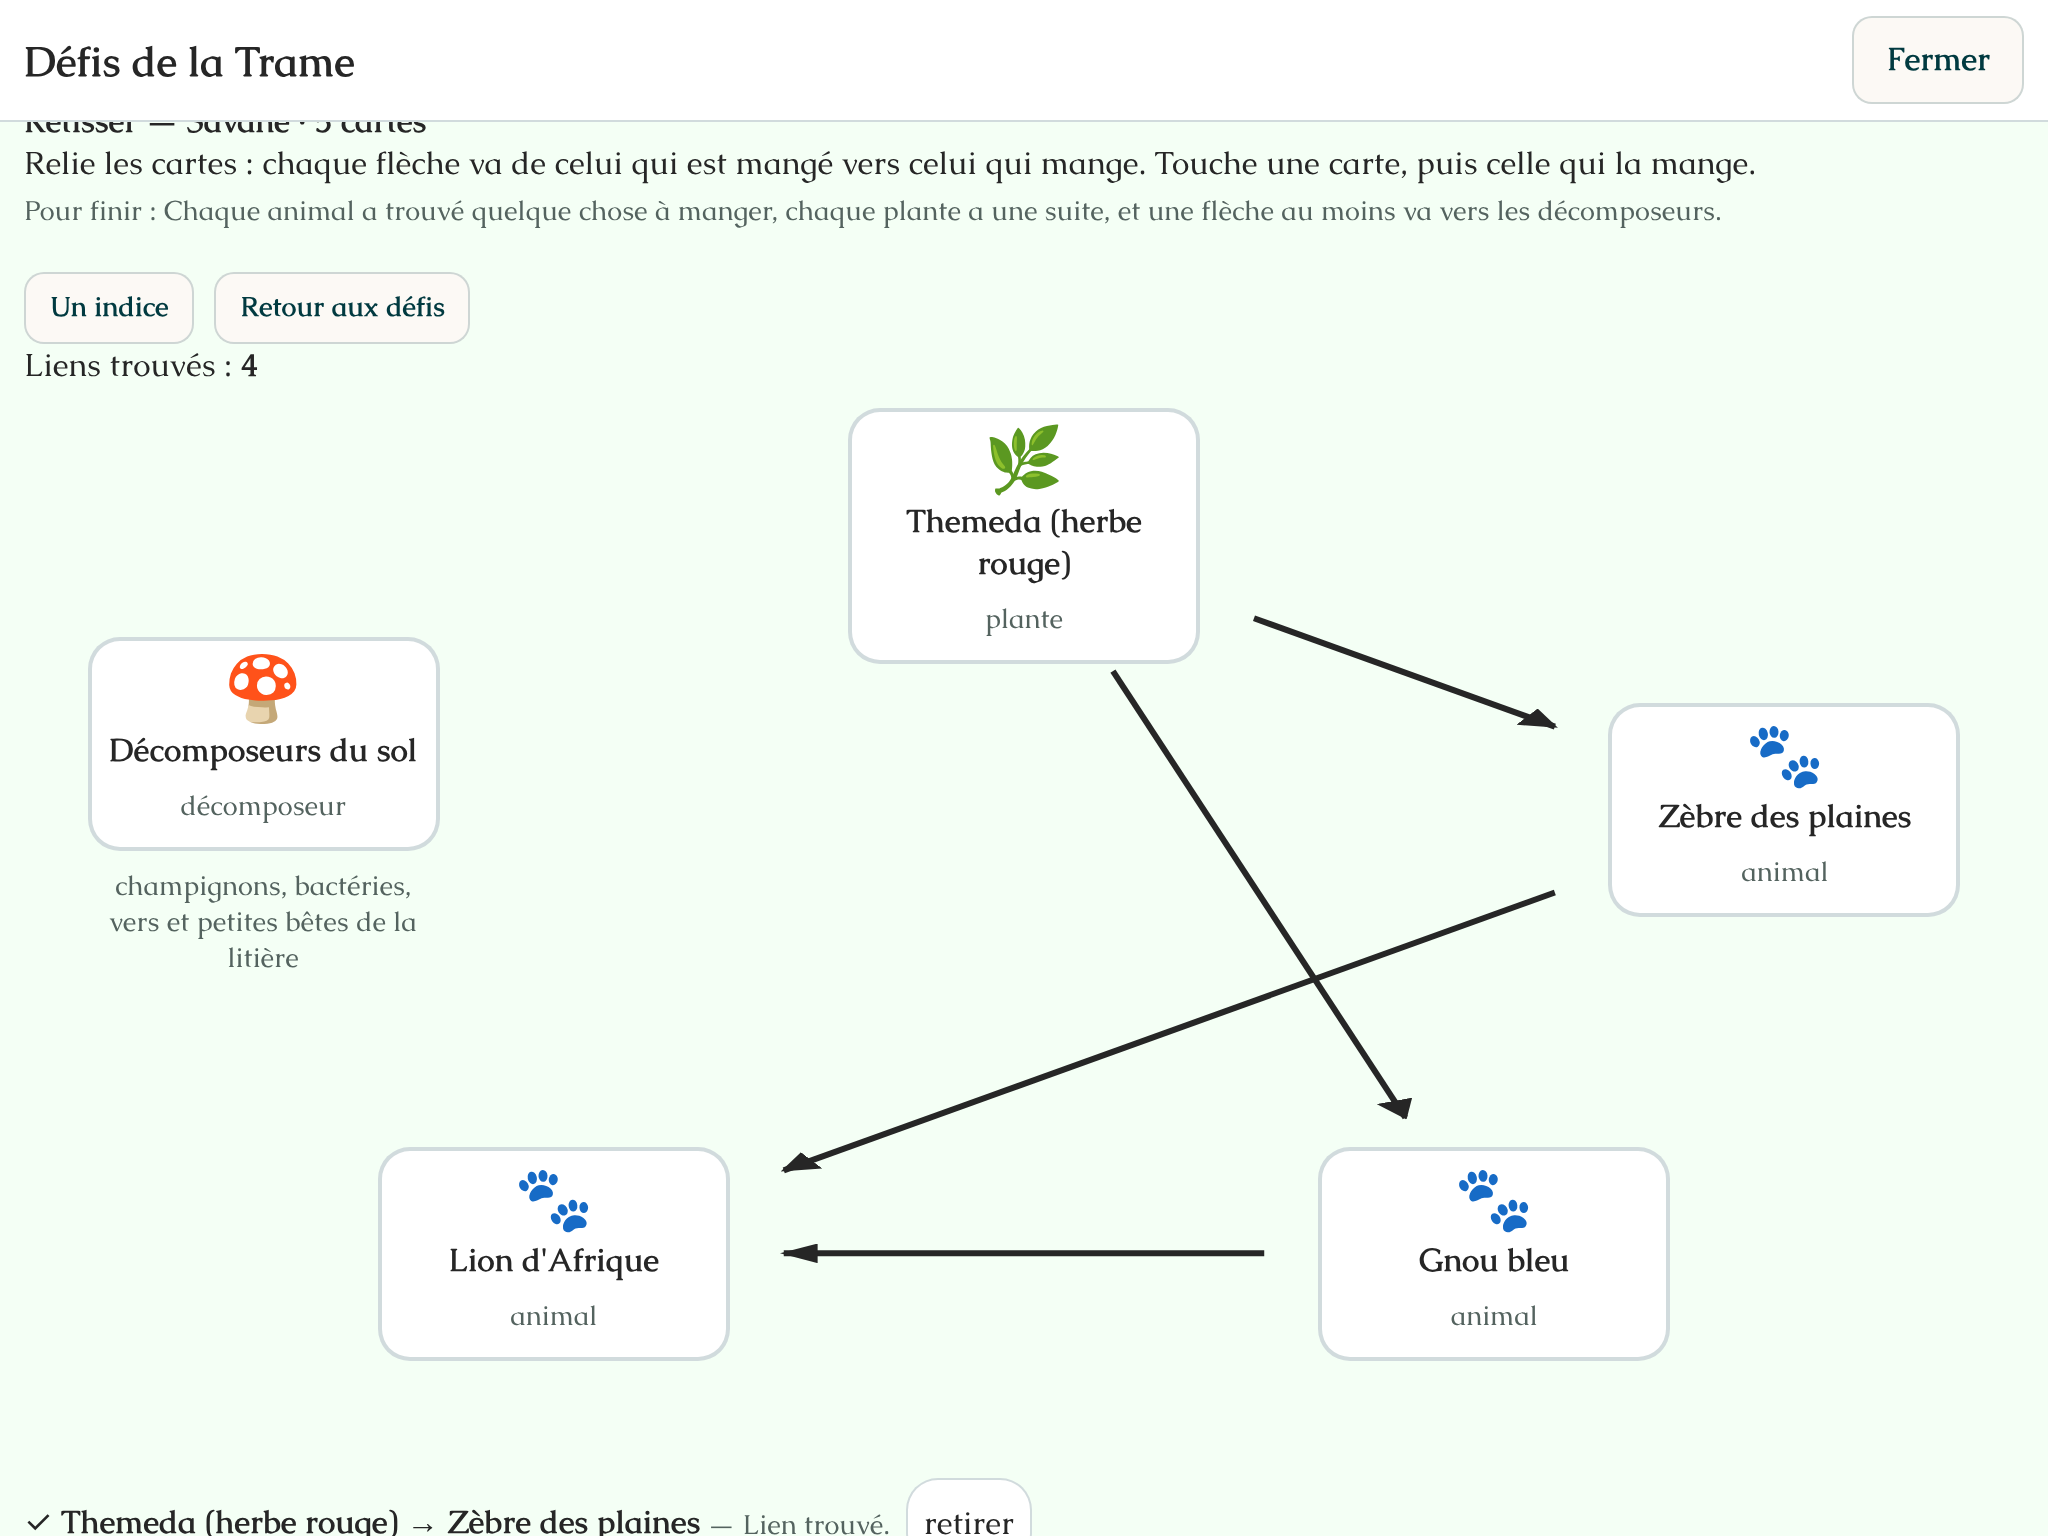 Défis de la Trame
Fermer
Retisser — Savane · 5 cartes
Relie les cartes : chaque flèche va de celui qui est mangé vers celui qui mange. Touche une carte, puis celle qui la mange.
Pour finir : Chaque animal a trouvé quelque chose à manger, chaque plante a une suite, et une flèche au moins va vers les décomposeurs.
Un indice
Retour aux défis
Liens trouvés : 4
Themeda (herbe
rouge)
plante
Décomposeurs du sol
décomposeur
champignons, bactéries,
vers et petites bêtes de la
litière
Zèbre des plaines
animal
Lion d'Afrique
animal
Gnou bleu
animal
✓ Themeda (herbe rouge) → Zèbre des plaines — Lien trouvé.
retirer